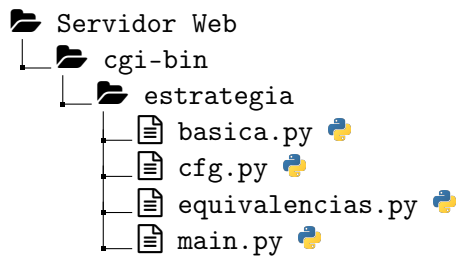 Servidor Web
cgi-bin
estrategia
basica.py
cfg.py
equivalencias.py
main.py